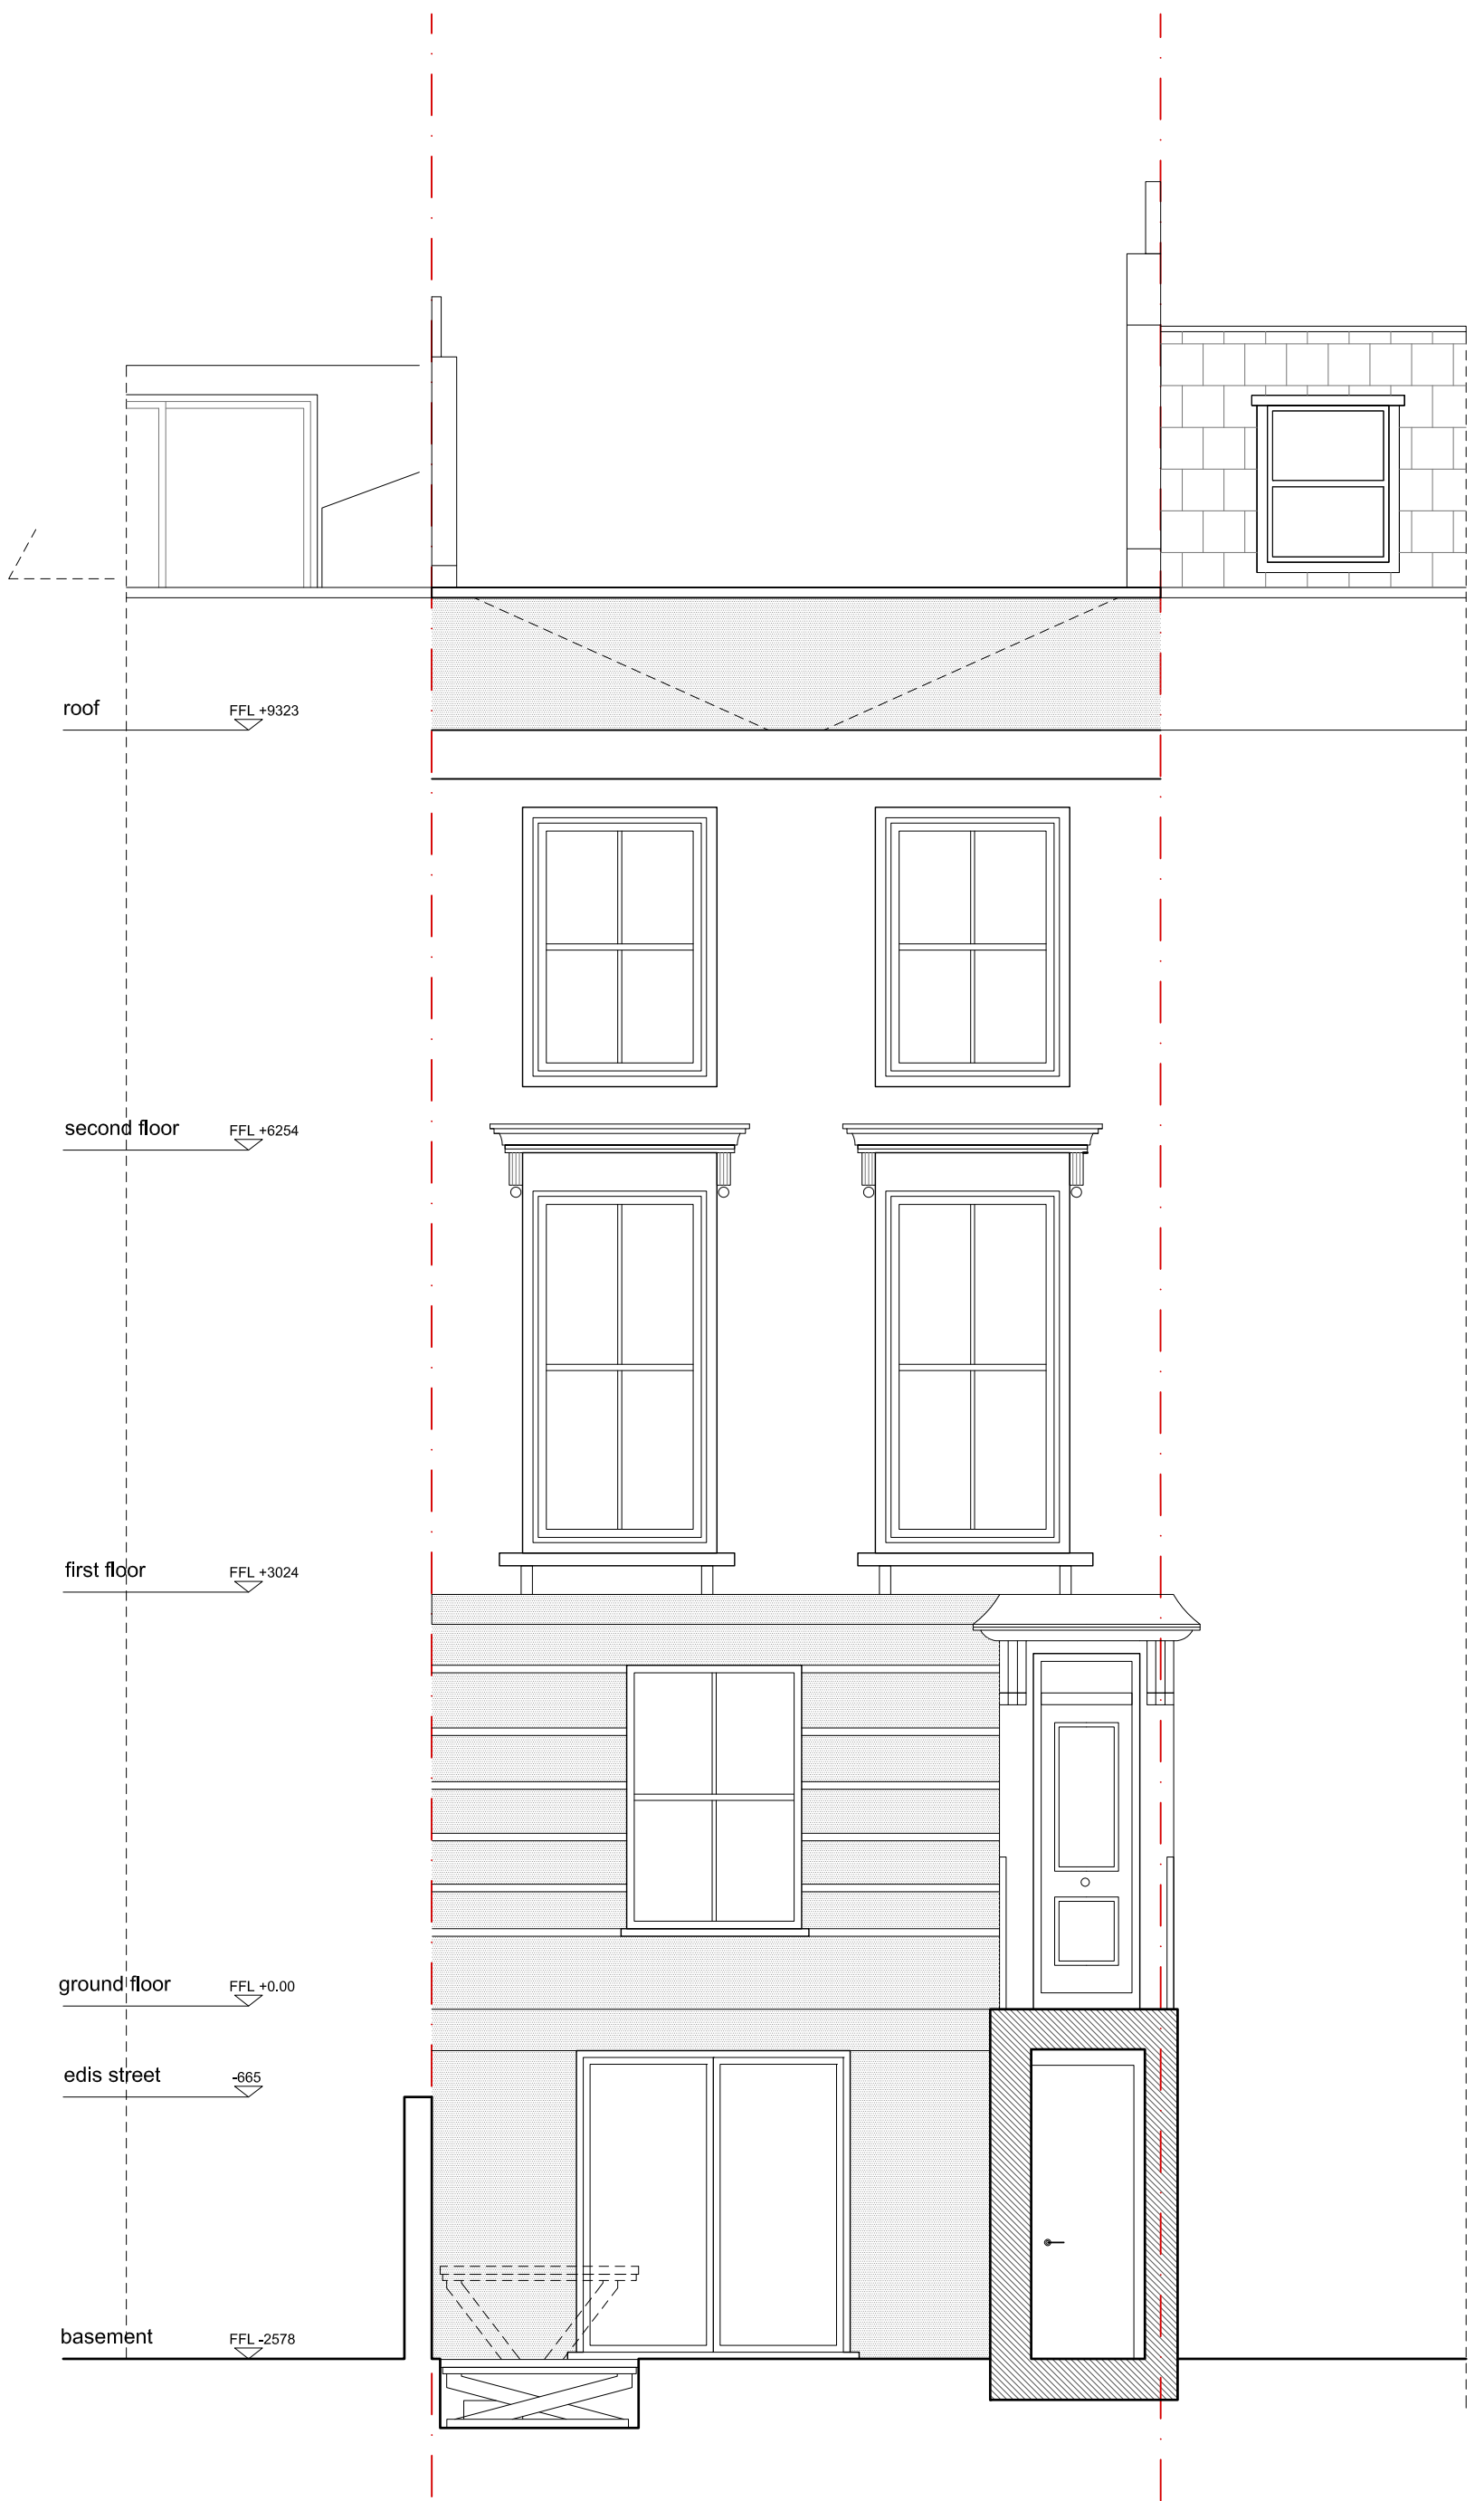 roof FFL +9323
second floor FFL +6254
first floor FFL +3024
ground floor FFL +0.00
edis street -665
basement FFL -2578